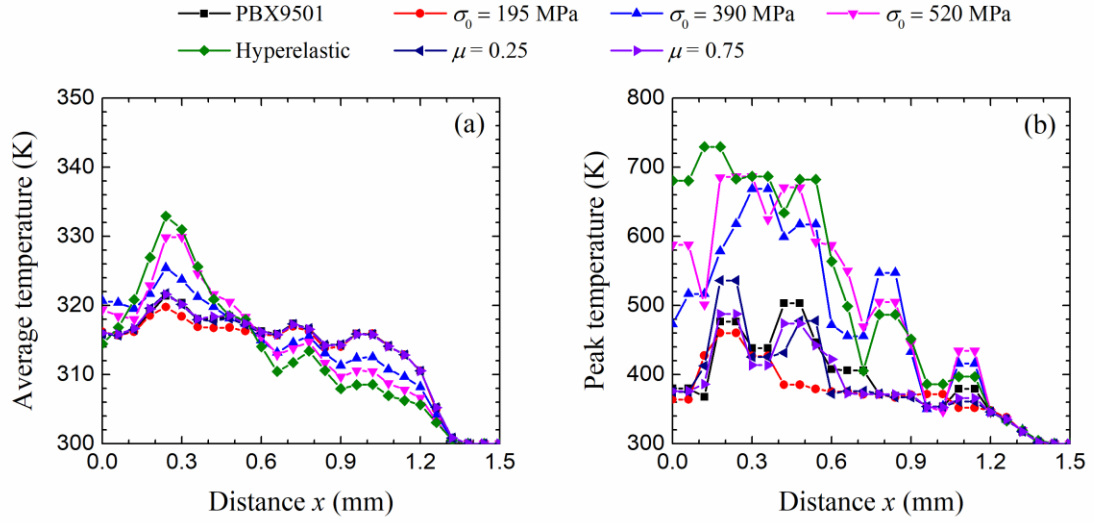 PBX9501 σ₀ = 195 MPa σ₀ = 390 MPa σ₀ = 520 MPa
Hyperelastic μ = 0.25 μ = 0.75
(a)
Average temperature (K)
350
340
330
320
310
300
0.0 0.3 0.6 0.9 1.2 1.5
Distance x (mm)
(b)
Peak temperature (K)
800
700
600
500
400
300
0.0 0.3 0.6 0.9 1.2 1.5
Distance x (mm)